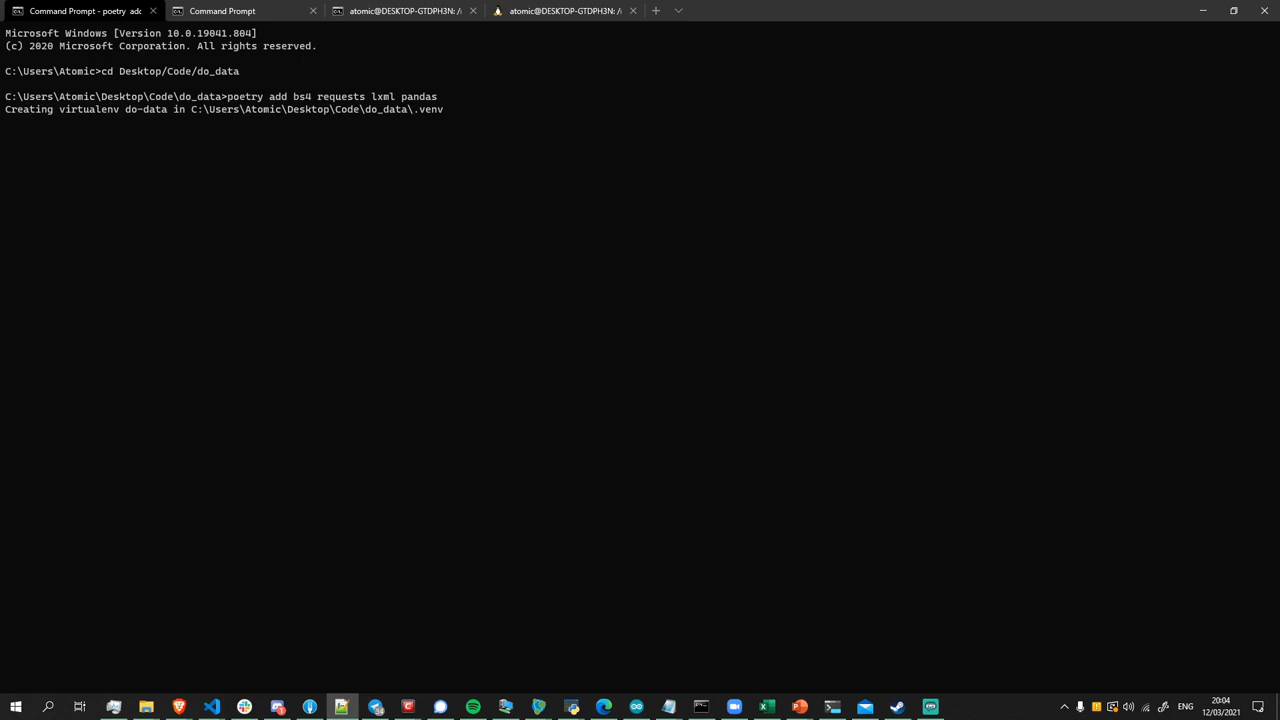 Command Prompt - poetry  add
Command Prompt
atomic@DESKTOP-GTDPH3N: /
atomic@DESKTOP-GTDPH3N: /
Microsoft Windows [Version 10.0.19041.804]
(c) 2020 Microsoft Corporation. All rights reserved.
C:\Users\Atomic>cd Desktop/Code/do_data
C:\Users\Atomic\Desktop\Code\do_data>poetry add bs4 requests lxml pandas
Creating virtualenv do-data in C:\Users\Atomic\Desktop\Code\do_data\.venv
20:04
ENG
12/03/2021